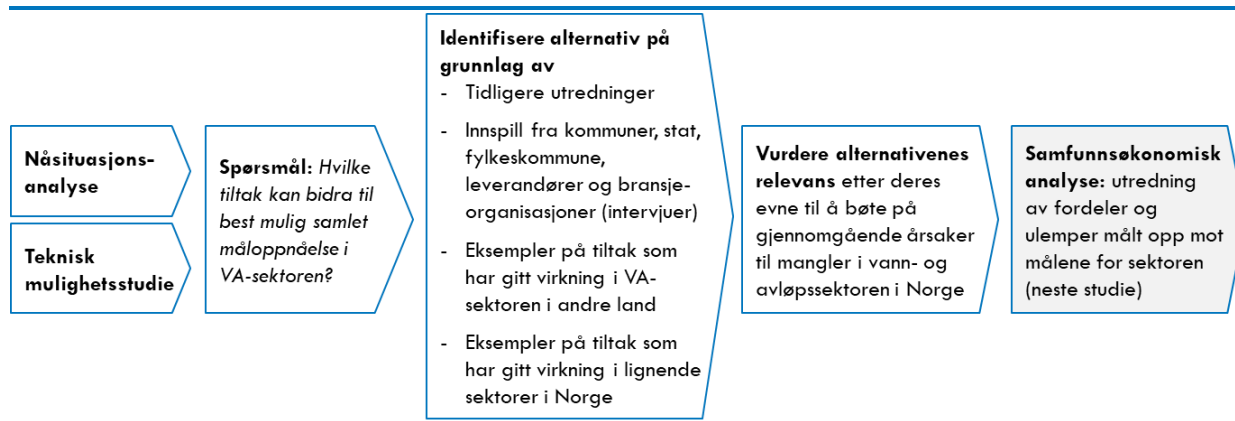 Nåsituasjons-
analyse
Teknisk
mulighetsstudie
Spørsmål: Hvilke
tiltak kan bidra til
best mulig samlet
måloppnåelse i
VA-sektoren?
Identifisere alternativ på
grunnlag av
- Tidligere utredninger
- Innspill fra kommuner, stat,
fylkeskommune,
leverandører og bransje-
organisasjoner (intervjuer)
- Eksempler på tiltak som
har gitt virkning i VA-
sektoren i andre land
- Eksempler på tiltak som
har gitt virkning i lignende
sektorer i Norge
Vurdere alternativenes
relevans etter deres
evne til å bøte på
gjennomgående årsaker
til mangler i vann- og
avløpssektoren i Norge
Samfunnsøkonomisk
analyse: utredning
av fordeler og
ulemper målt opp mot
målene for sektoren
(neste studie)